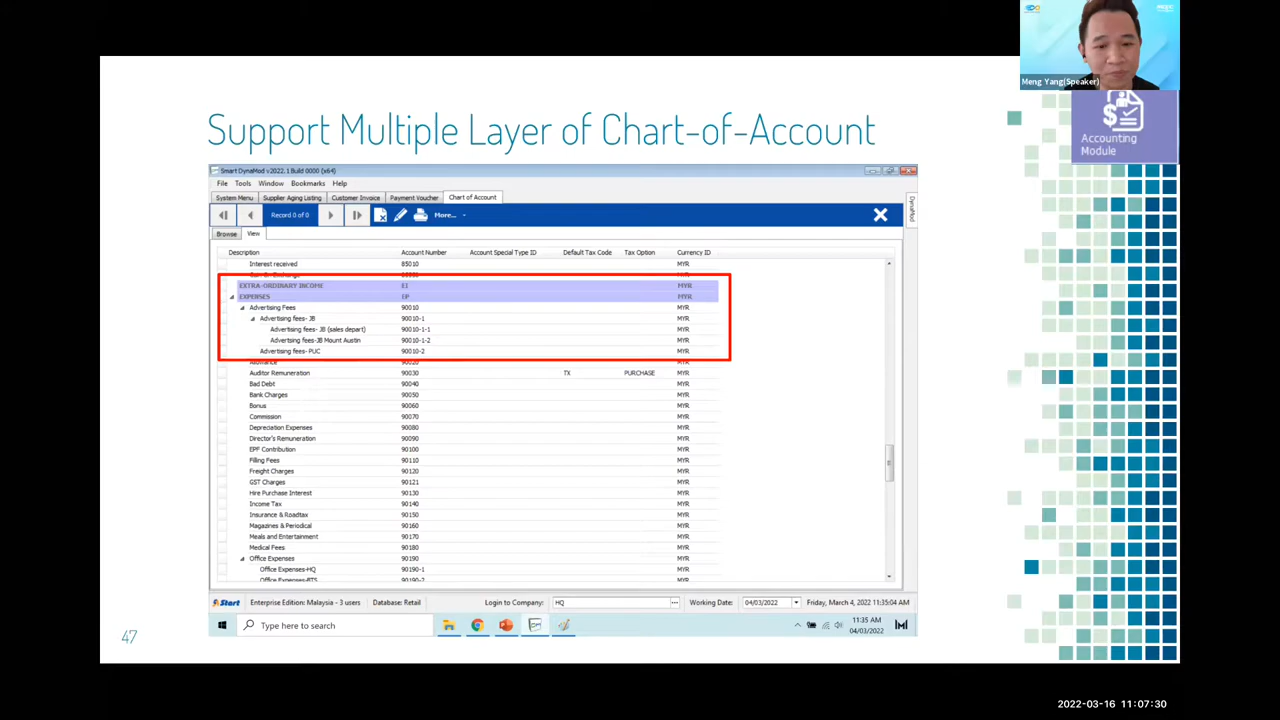 Meng Yang(Speaker)
Accounting
Module
Support Multiple Layer of Chart-of-Account
Smart DynaMod v2022.1 Build 0000 (x64)
File Tools Window Bookmarks Help
System Menu Supplier Aging Listing Customer Invoice Payment Voucher Chart of Account
Record 0 of 0 More...
DynaMod
Browse View
Description Account Number Account Special Type ID Default Tax Code Tax Option Currency ID
Interest received 85010 MYR
EXTRA-ORDINARY INCOME EI MYR
EXPENSES EP MYR
Advertising Fees 90010 MYR
Advertising fees- JB 90010-1 MYR
Advertising fees- JB (sales depart) 90010-1-1 MYR
Advertising fees-JB Mount Austin 90010-1-2 MYR
Advertising fees- PUC 90010-2 MYR
Allowance 90020 MYR
Auditor Remuneration 90030 TX PURCHASE MYR
Bad Debt 90040 MYR
Bank Charges 90050 MYR
Bonus 90060 MYR
Commission 90070 MYR
Depreciation Expenses 90080 MYR
Director's Remuneration 90090 MYR
EPF Contribution 90100 MYR
Filling Fees 90110 MYR
Freight Charges 90120 MYR
GST Charges 90121 MYR
Hire Purchase Interest 90130 MYR
Income Tax 90140 MYR
Insurance & Roadtax 90150 MYR
Magazines & Periodical 90160 MYR
Meals and Entertainment 90170 MYR
Medical Fees 90180 MYR
Office Expenses 90190 MYR
Office Expenses-HQ 90190-1 MYR
Office Expenses-BTS 90190-2 MYR
Start Enterprise Edition: Malaysia - 3 users Database: Retail Login to Company: HQ Working Date: 04/03/2022 Friday, March 4, 2022 11:35:04 AM
Type here to search
11:35 AM
04/03/2022
47
2022-03-16 11:07:30